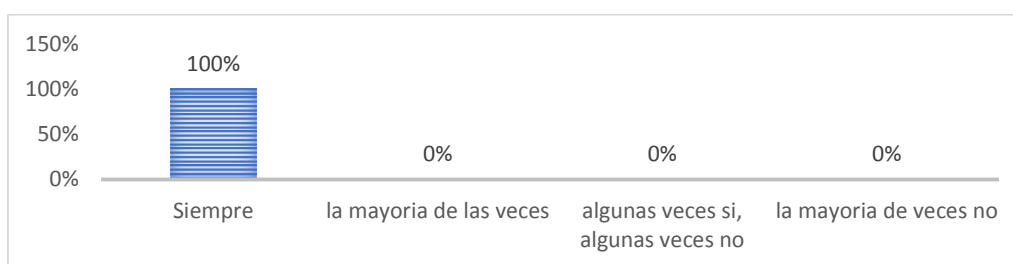 150%
100%
50%
0%
100%
0%
0%
0%
Siempre
la mayoria de las veces
algunas veces si,
algunas veces no
la mayoria de veces no